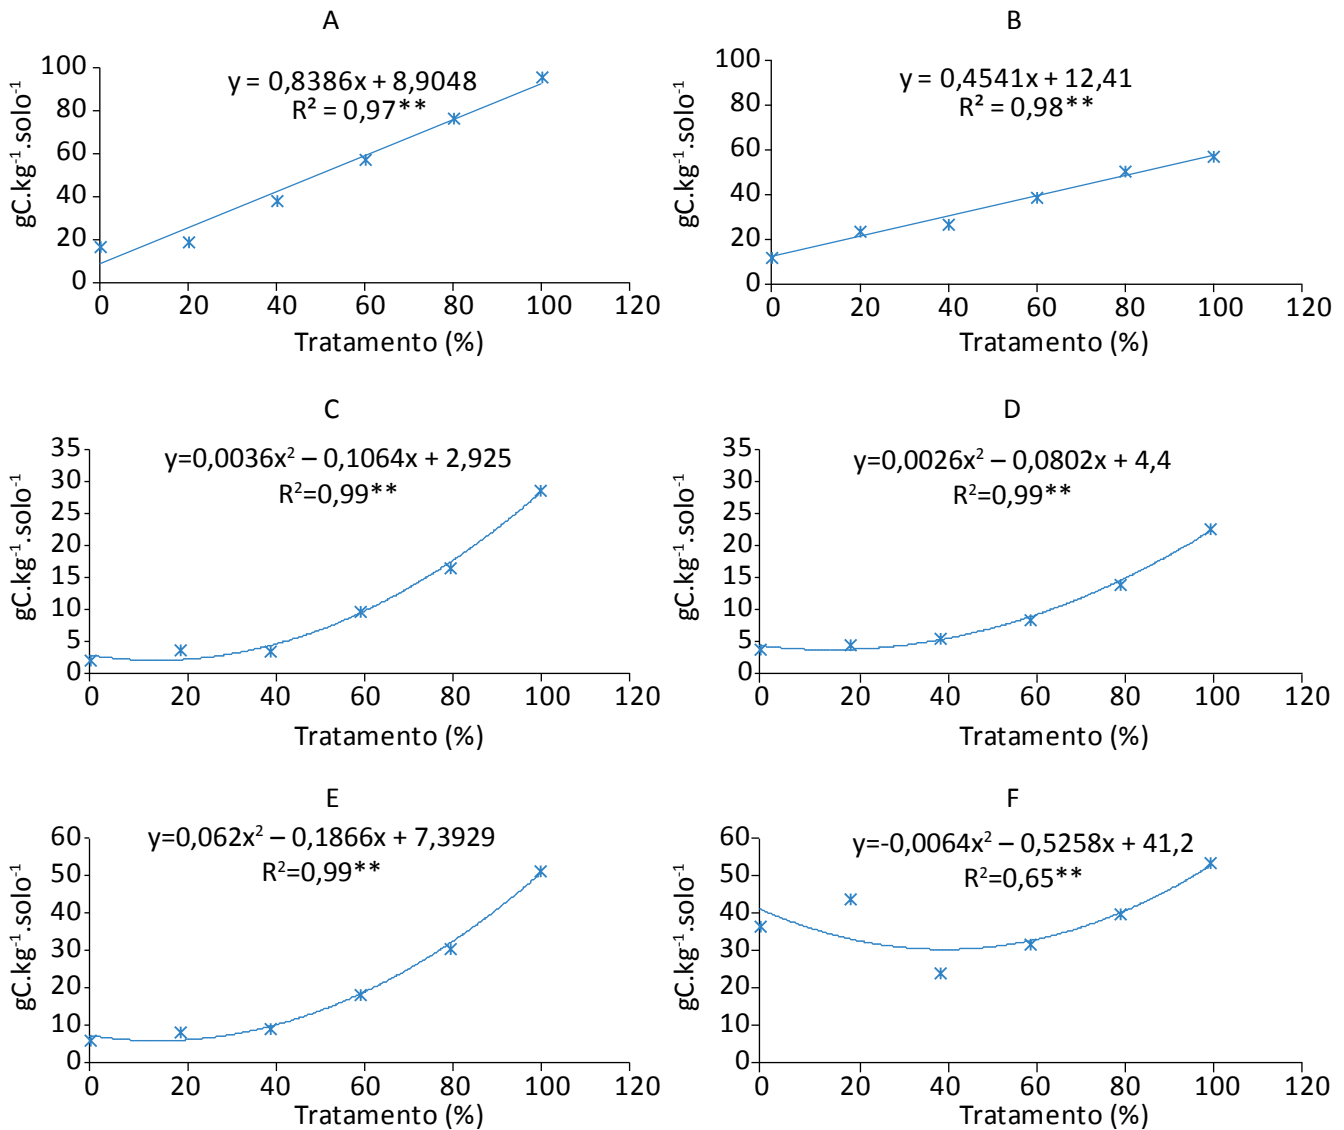 A
y = 0,8386x + 8,9048
R² = 0,97**
gC.kg⁻¹.solo⁻¹
100
80
60
40
20
0
0 20 40 60 80 100 120
Tratamento (%)
B
y = 0,4541x + 12,41
R² = 0,98**
gC.kg⁻¹.solo⁻¹
100
80
60
40
20
0
0 20 40 60 80 100 120
Tratamento (%)
C
y=0,0036x² – 0,1064x + 2,925
R²=0,99**
gC.kg⁻¹.solo⁻¹
35
30
25
20
15
10
5
0
0 20 40 60 80 100 120
Tratamento (%)
D
y=0,0026x² – 0,0802x + 4,4
R²=0,99**
gC.kg⁻¹.solo⁻¹
35
30
25
20
15
10
5
0
0 20 40 60 80 100 120
Tratamento (%)
E
y=0,062x² – 0,1866x + 7,3929
R²=0,99**
gC.kg⁻¹.solo⁻¹
60
50
40
30
20
10
0
0 20 40 60 80 100 120
Tratamento (%)
F
y=-0,0064x² – 0,5258x + 41,2
R²=0,65**
gC.kg⁻¹.solo⁻¹
60
50
40
30
20
10
0
0 20 40 60 80 100 120
Tratamento (%)